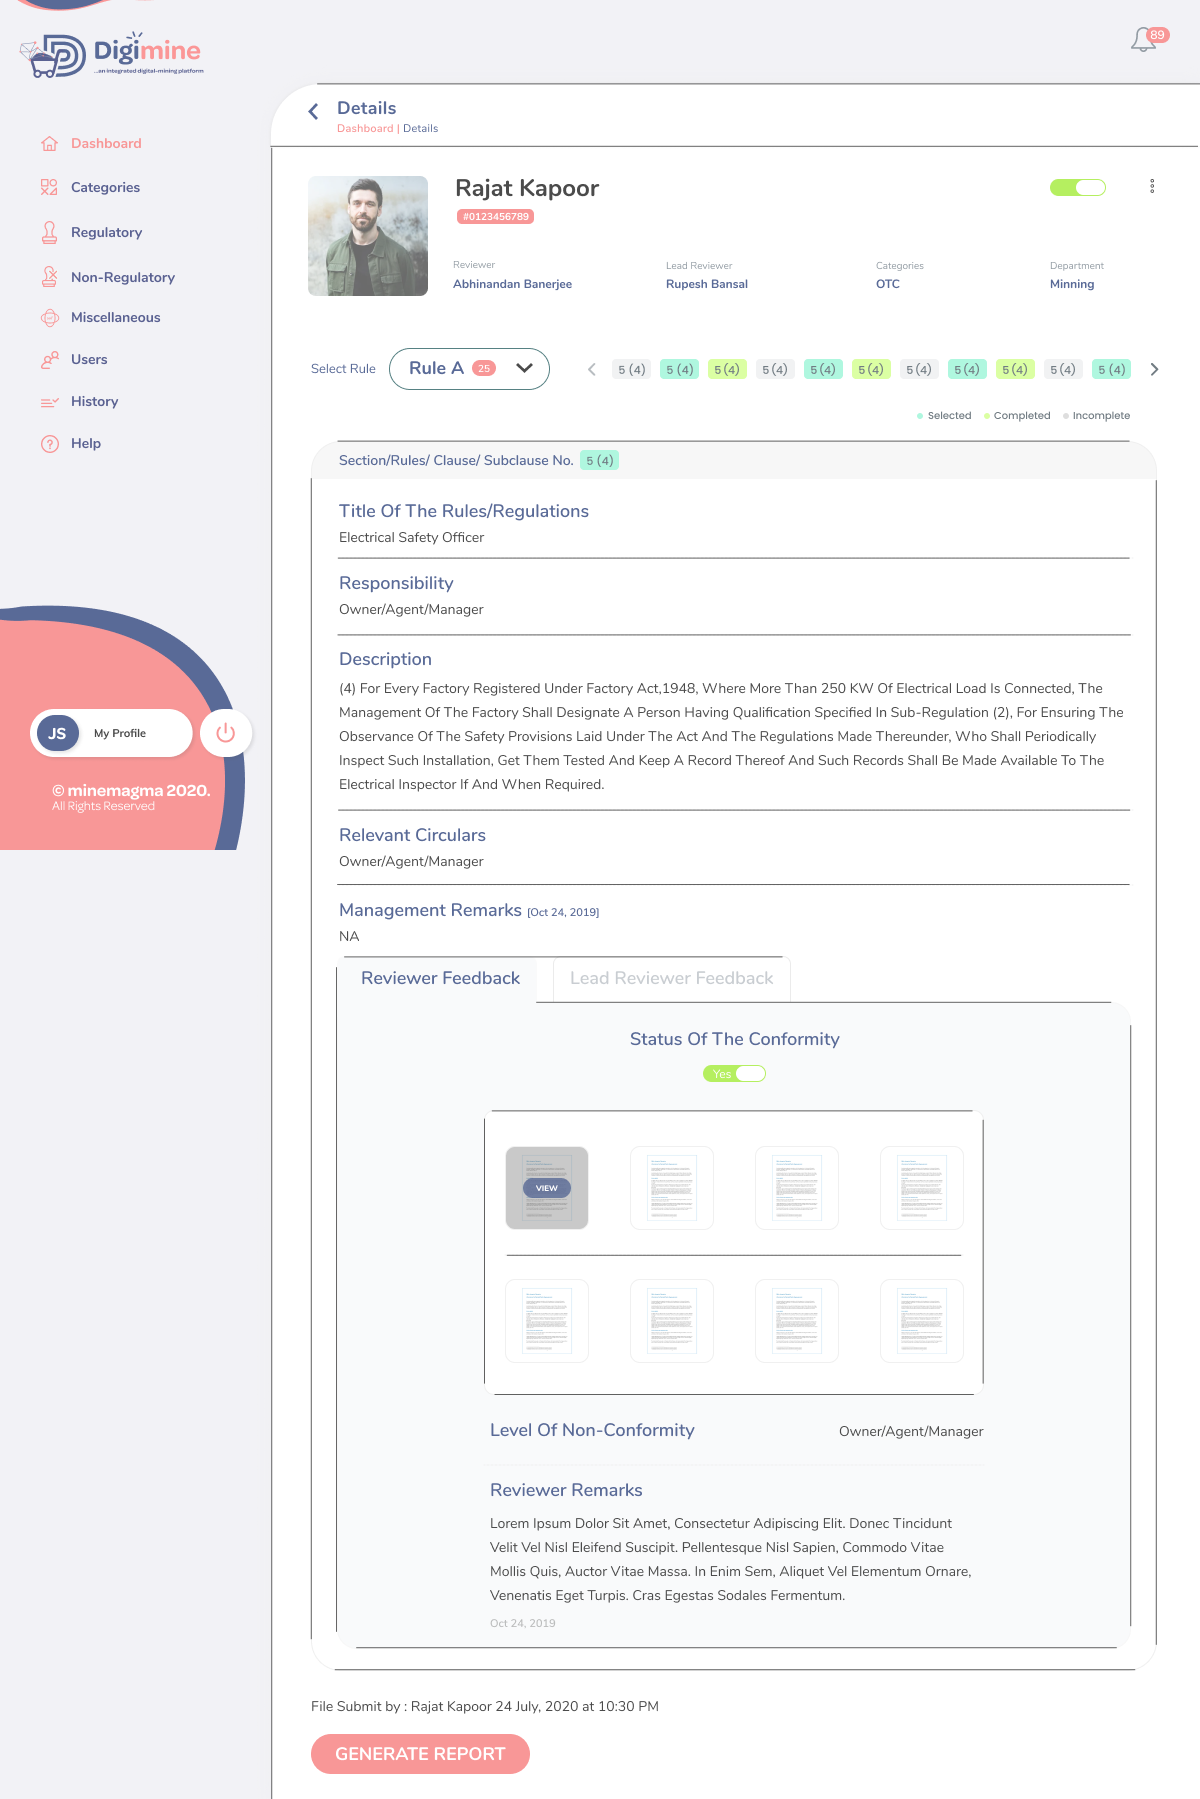 Digimine
...an integrated digital-mining platform
89
Details
Dashboard | Details
Dashboard
Categories
Regulatory
Non-Regulatory
Miscellaneous
Users
History
Help
JS
My Profile
© minemagma 2020.
All Rights Reserved
Rajat Kapoor
#0123456789
Reviewer
Abhinandan Banerjee
Lead Reviewer
Rupesh Bansal
Categories
OTC
Department
Minning
Select Rule
Rule A 25
5 (4) 5 (4) 5 (4) 5 (4) 5 (4) 5 (4) 5 (4) 5 (4) 5 (4) 5 (4) 5 (4)
Selected Completed Incomplete
Section/Rules/ Clause/ Subclause No. 5 (4)
Title Of The Rules/Regulations
Electrical Safety Officer
Responsibility
Owner/Agent/Manager
Description
(4) For Every Factory Registered Under Factory Act,1948, Where More Than 250 KW Of Electrical Load Is Connected, The
Management Of The Factory Shall Designate A Person Having Qualification Specified In Sub-Regulation (2), For Ensuring The
Observance Of The Safety Provisions Laid Under The Act And The Regulations Made Thereunder, Who Shall Periodically
Inspect Such Installation, Get Them Tested And Keep A Record Thereof And Such Records Shall Be Made Available To The
Electrical Inspector If And When Required.
Relevant Circulars
Owner/Agent/Manager
Management Remarks [Oct 24, 2019]
NA
Reviewer Feedback
Lead Reviewer Feedback
Status Of The Conformity
Yes
VIEW
Level Of Non-Conformity
Owner/Agent/Manager
Reviewer Remarks
Lorem Ipsum Dolor Sit Amet, Consectetur Adipiscing Elit. Donec Tincidunt
Velit Vel Nisl Eleifend Suscipit. Pellentesque Nisl Sapien, Commodo Vitae
Mollis Quis, Auctor Vitae Massa. In Enim Sem, Aliquet Vel Elementum Ornare,
Venenatis Eget Turpis. Cras Egestas Sodales Fermentum.
Oct 24, 2019
File Submit by : Rajat Kapoor 24 July, 2020 at 10:30 PM
GENERATE REPORT